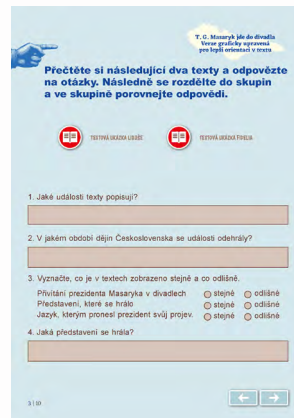 T. G. Masaryk jde do divadla
Verze graficky upravená
pro lepší orientaci v textu
Přečtěte si následující dva texty a odpovězte
na otázky. Následně se rozdělte do skupin
a ve skupině porovnejte odpovědi.
TEXTOVÁ UKÁZKA LIBUŠE
TEXTOVÁ UKÁZKA FIDELIA
1. Jaké události texty popisují?
2. V jakém období dějin Československa se události odehrály?
3. Vyznačte, co je v textech zobrazeno stejně a co odlišně.
Přivítání prezidenta Masaryka v divadlech stejně odlišně
Představení, které se hrálo stejně odlišně
Jazyk, kterým pronesl prezident svůj projev. stejně odlišně
4. Jaká představení se hrála?
3 | 10